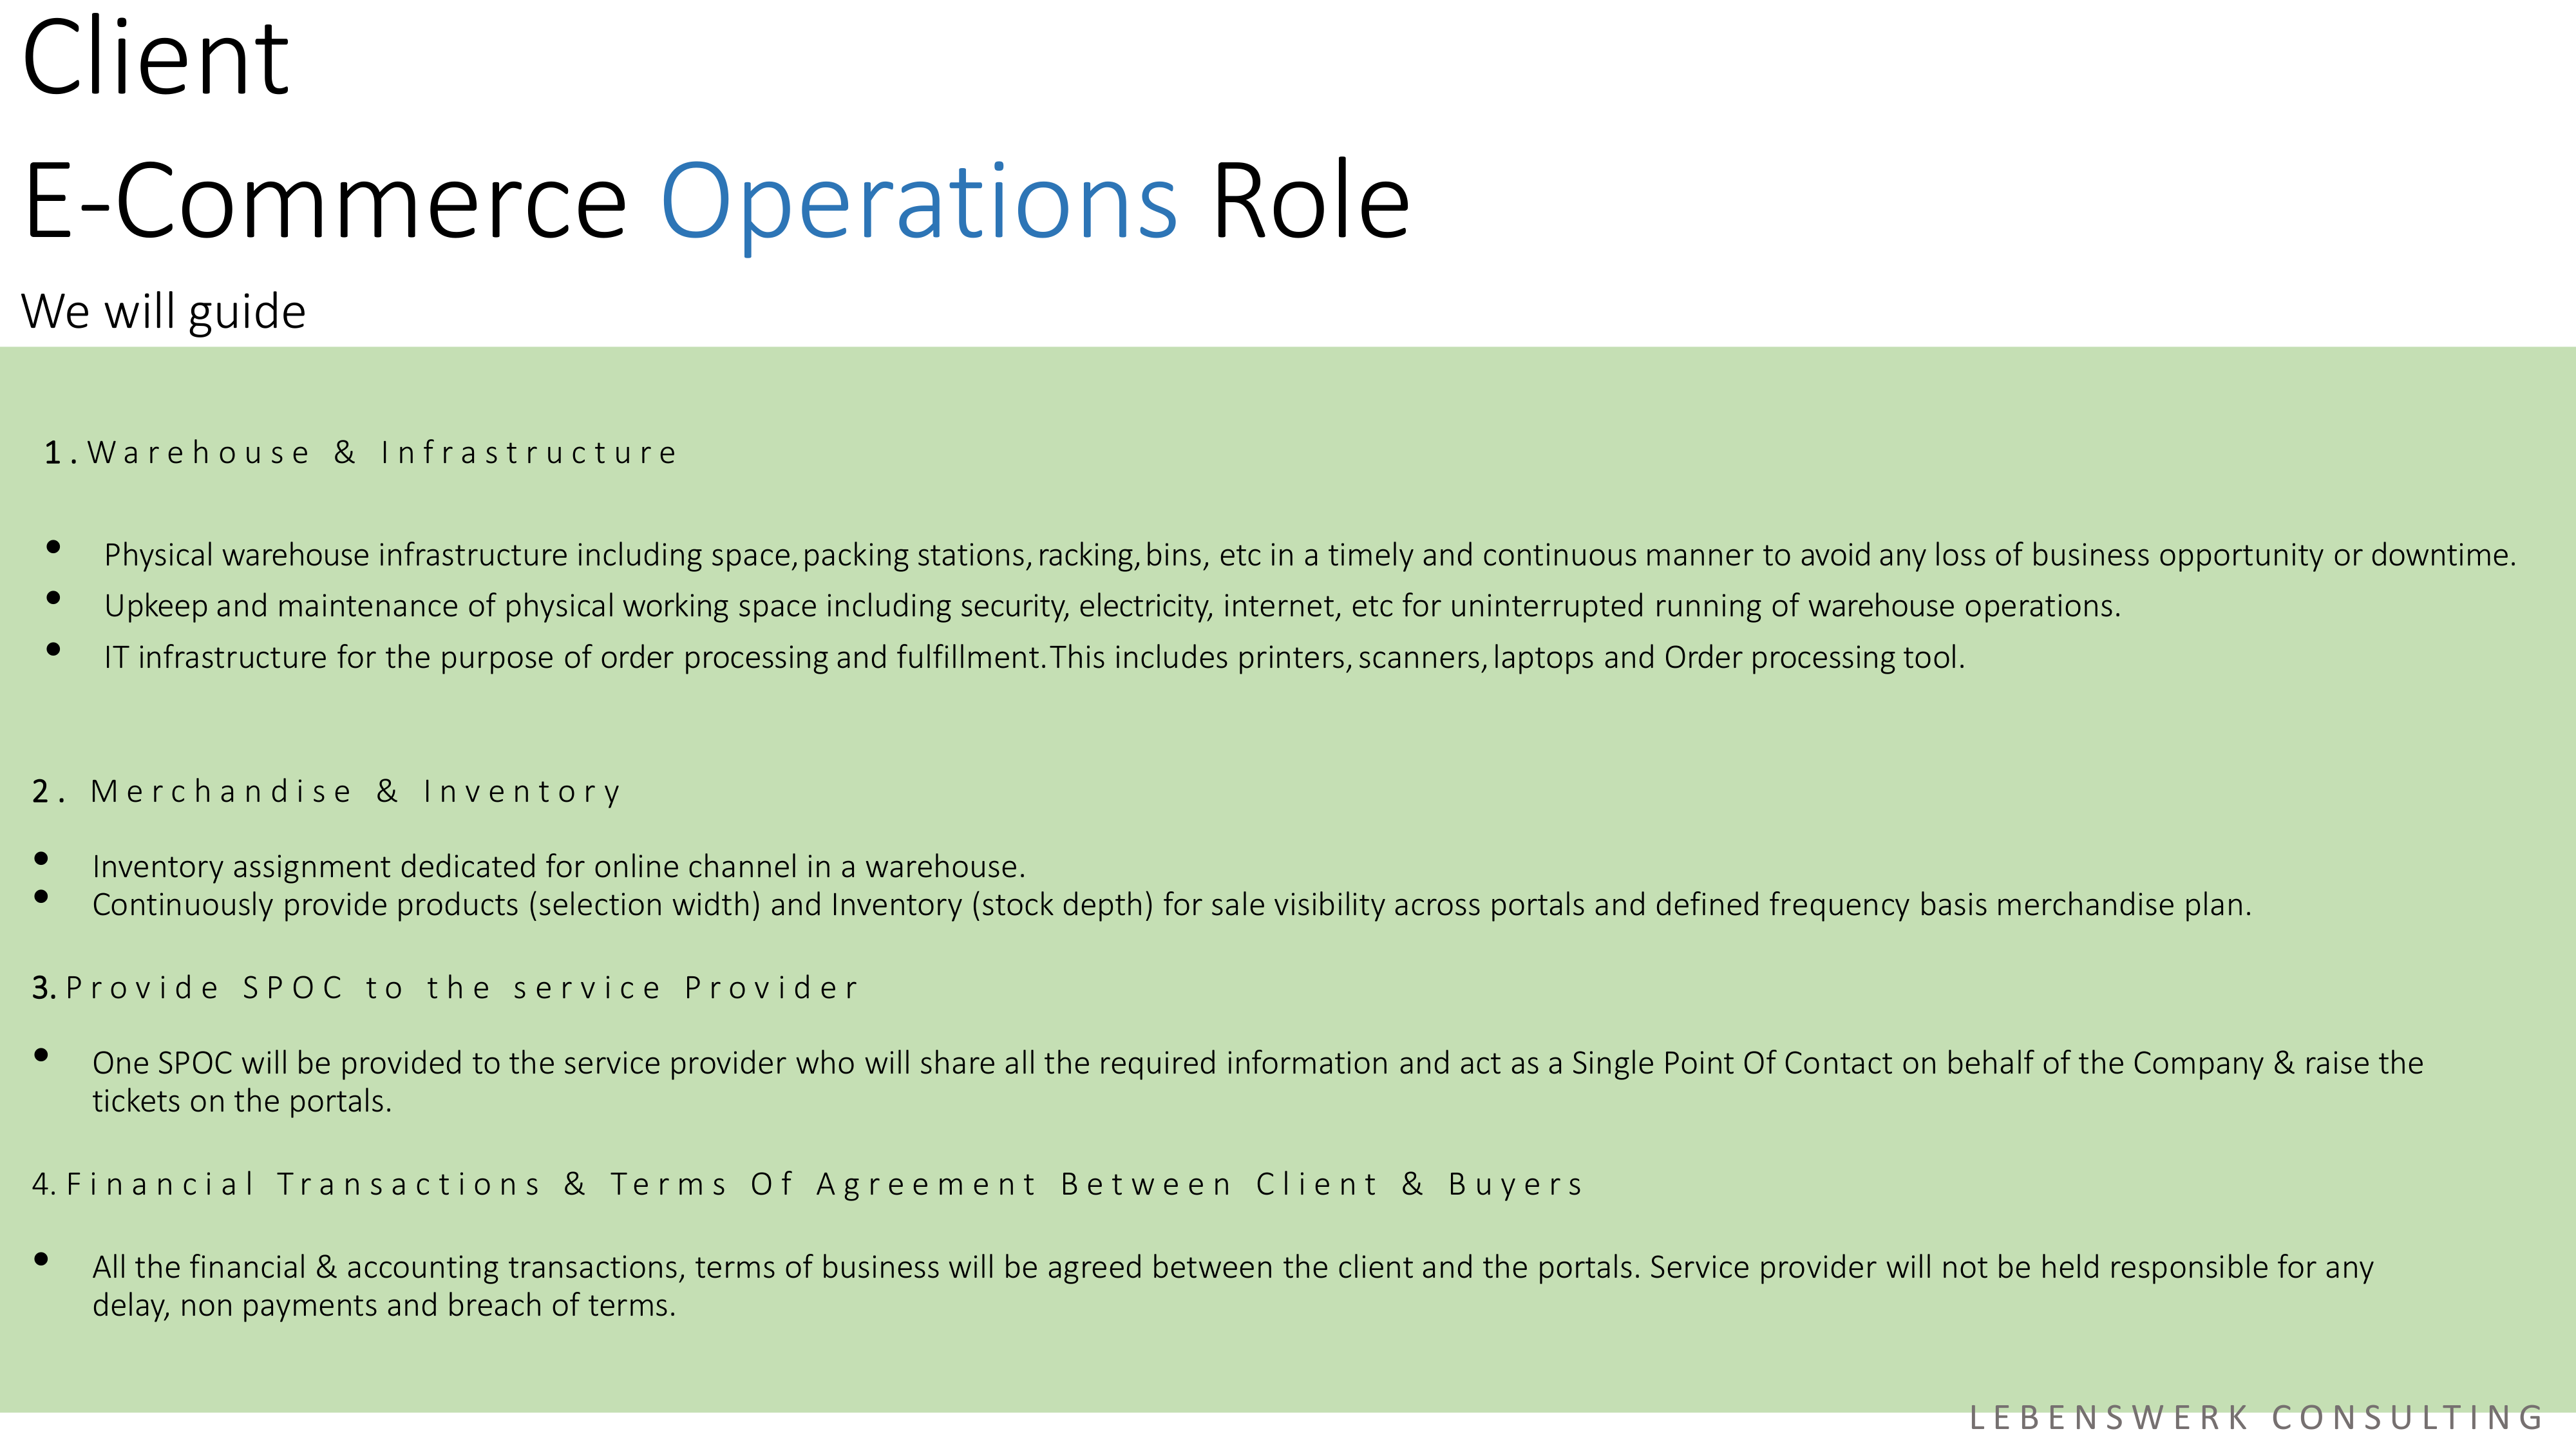 Client
E-Commerce Operations Role
We will guide
1. Warehouse & Infrastructure
• Physical warehouse infrastructure including space, packing stations, racking, bins, etc in a timely and continuous manner to avoid any loss of business opportunity or downtime.
• Upkeep and maintenance of physical working space including security, electricity, internet, etc for uninterrupted running of warehouse operations.
• IT infrastructure for the purpose of order processing and fulfillment. This includes printers, scanners, laptops and Order processing tool.
2. Merchandise & Inventory
• Inventory assignment dedicated for online channel in a warehouse.
• Continuously provide products (selection width) and Inventory (stock depth) for sale visibility across portals and defined frequency basis merchandise plan.
3. Provide SPOC to the service Provider
• One SPOC will be provided to the service provider who will share all the required information and act as a Single Point Of Contact on behalf of the Company & raise the
tickets on the portals.
4. Financial Transactions & Terms Of Agreement Between Client & Buyers
• All the financial & accounting transactions, terms of business will be agreed between the client and the portals. Service provider will not be held responsible for any
delay, non payments and breach of terms.
LEBENSWERK CONSULTING